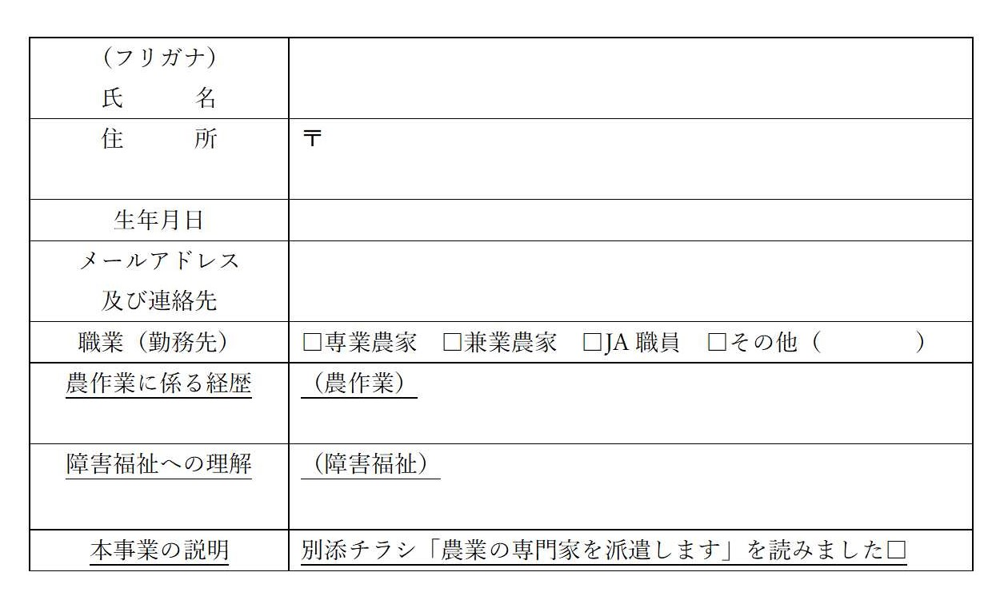 （フリガナ）
氏　　　名
住　　　所
〒
生年月日
メールアドレス
及び連絡先
職業（勤務先）
□専業農家　□兼業農家　□JA 職員　□その他（　　　　）
農作業に係る経歴
（農作業）
障害福祉への理解
（障害福祉）
本事業の説明
別添チラシ「農業の専門家を派遣します」を読みました□